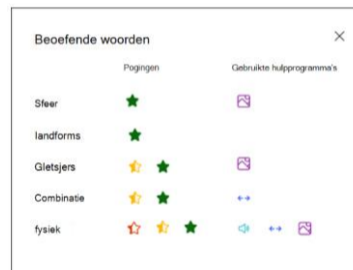 Beoefende woorden
Pogingen Gebruikte hulpprogramma's
Sfeer
landforms
Gletsjers
Combinatie
fysiek